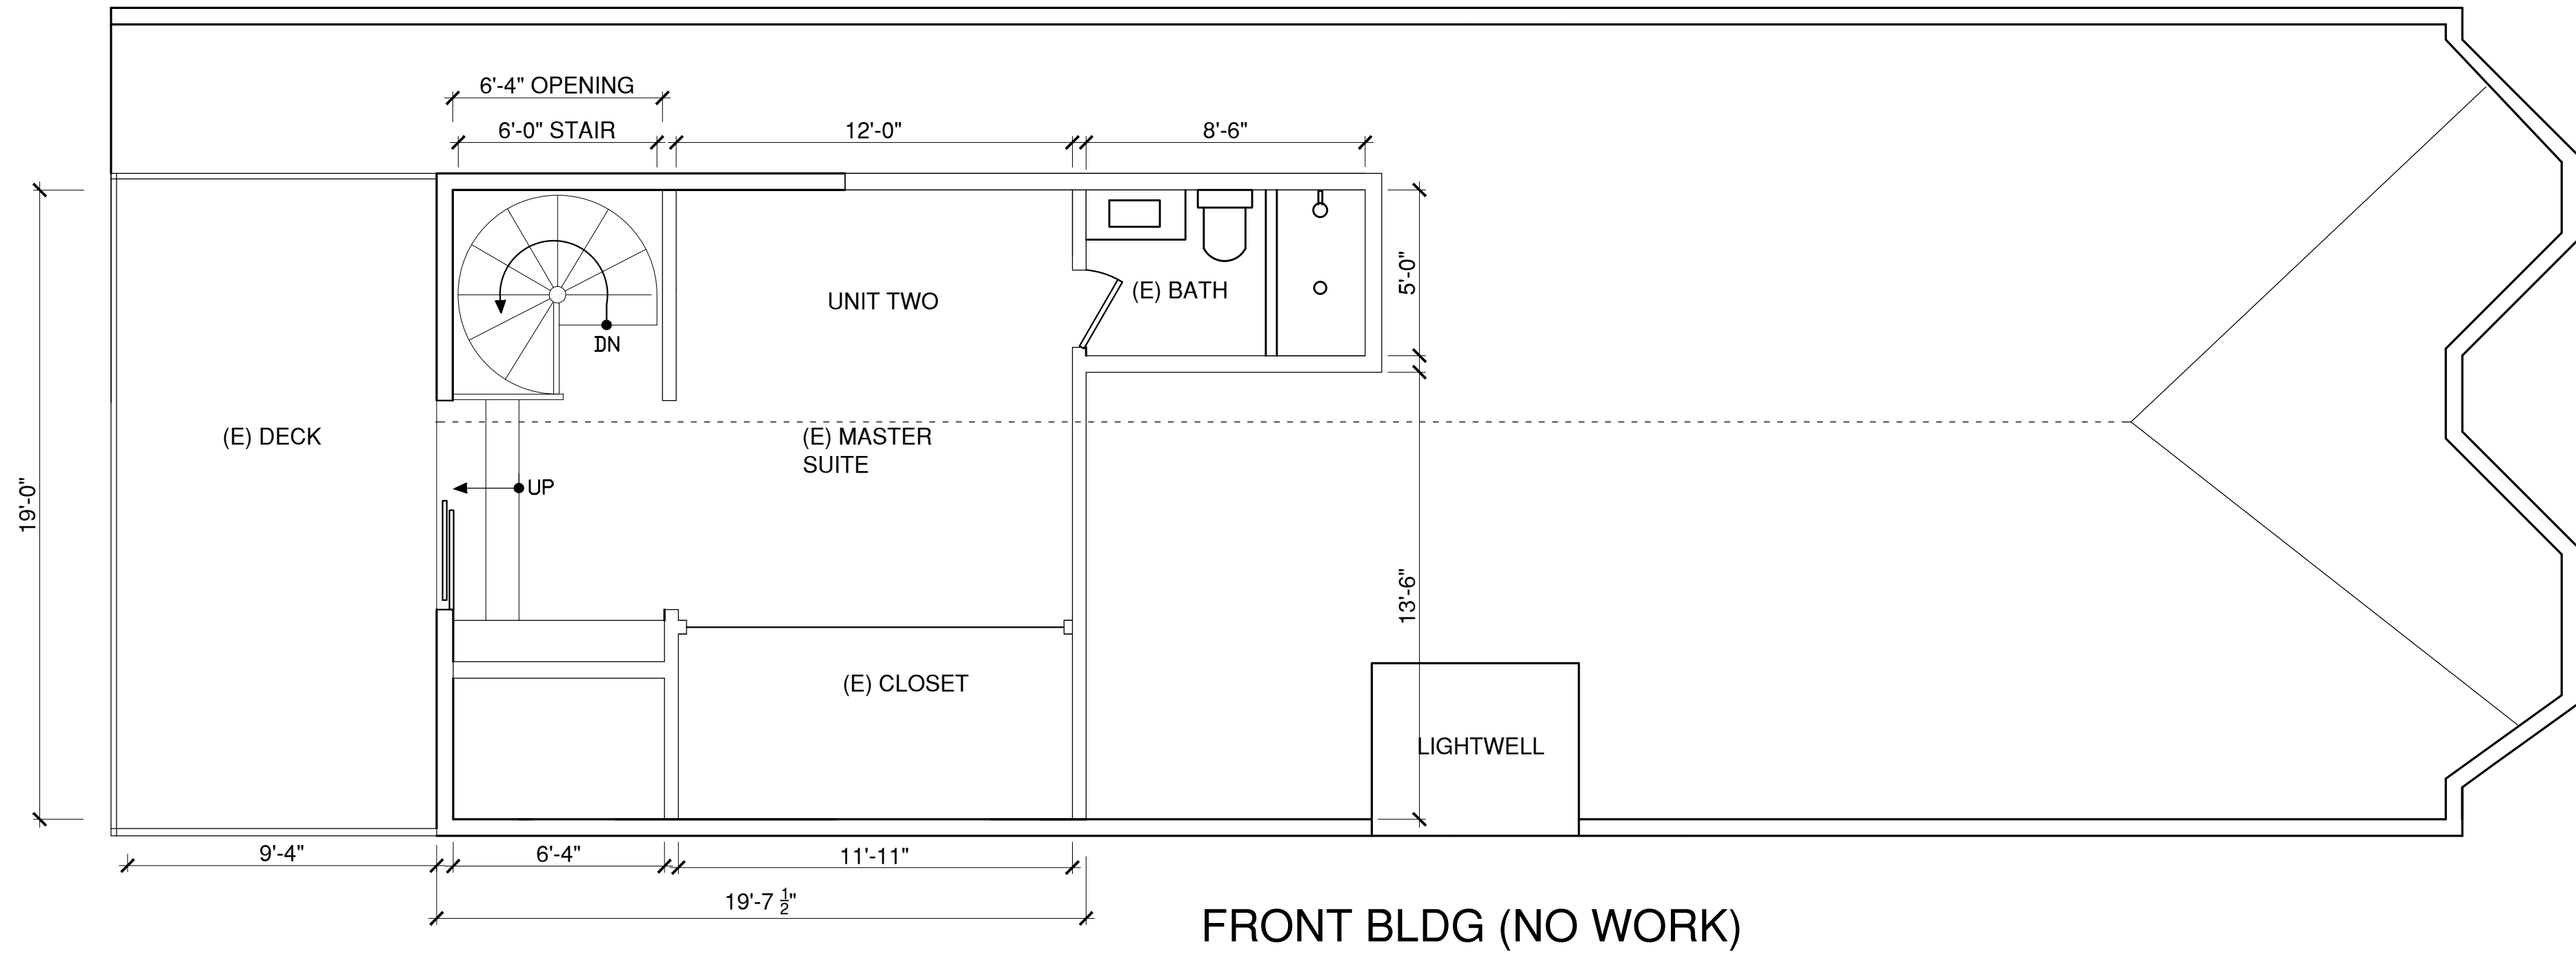 6'-4" OPENING
6'-0" STAIR
12'-0"
8'-6"
5'-0"
UNIT TWO
(E) BATH
DN
(E) DECK
(E) MASTER
SUITE
UP
19'-0"
13'-6"
(E) CLOSET
LIGHTWELL
9'-4"
6'-4"
11'-11"
19'-7 1/2"
FRONT BLDG (NO WORK)